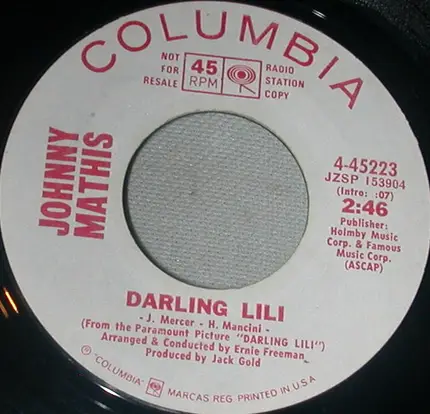 COLUMBIA
NOT
FOR
RESALE
45
RPM
RADIO
STATION
COPY
JOHNNY
MATHIS
4-45223
JZSP 153904
(Intro: :07)
2:46
Publisher:
Holmby Music
Corp. & Famous
Music Corp.
(ASCAP)
DARLING LILI
- J. Mercer - H. Mancini -
(From the Paramount Picture "DARLING LILI")
Arranged & Conducted by Ernie Freeman
Produced by Jack Gold
℗ "COLUMBIA" MARCAS REG. PRINTED IN U.S.A